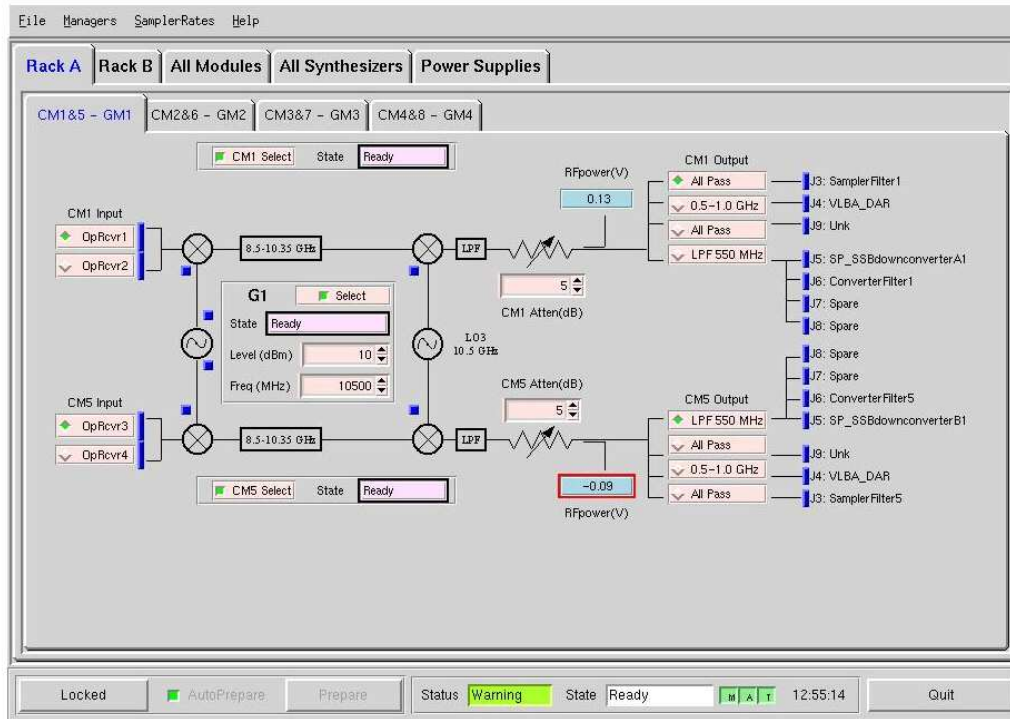 File Managers SamplerRates Help
Rack A Rack B All Modules All Synthesizers Power Supplies
CM1&5 - GM1 CM2&6 - GM2 CM3&7 - GM3 CM4&8 - GM4
CM1 Select State Ready
RFpower(V)
0.13
CM1 Output
All Pass
0.5-1.0 GHz
All Pass
LPF 550 MHz
J3: SamplerFilter1
J4: VLBA_DAR
J9: Unk
J5: SP_SSBdownconverterA1
J6: ConverterFilter1
J7: Spare
J8: Spare
CM1 Input
OpRcvr1
OpRcvr2
8.5-10.35 GHz
LPF
5
CM1 Atten(dB)
G1 Select
State Ready
Level (dBm) 10
Freq (MHz) 10500
LO3
10.5 GHz
CM5 Atten(dB)
5
CM5 Input
OpRcvr3
OpRcvr4
8.5-10.35 GHz
LPF
J8: Spare
J7: Spare
J6: ConverterFilter5
J5: SP_SSBdownconverterB1
J9: Unk
J4: VLBA_DAR
J3: SamplerFilter5
CM5 Output
LPF 550 MHz
All Pass
0.5-1.0 GHz
All Pass
CM5 Select State Ready
-0.09
RFpower(V)
Locked AutoPrepare Prepare Status Warning State Ready M A T 12:55:14 Quit